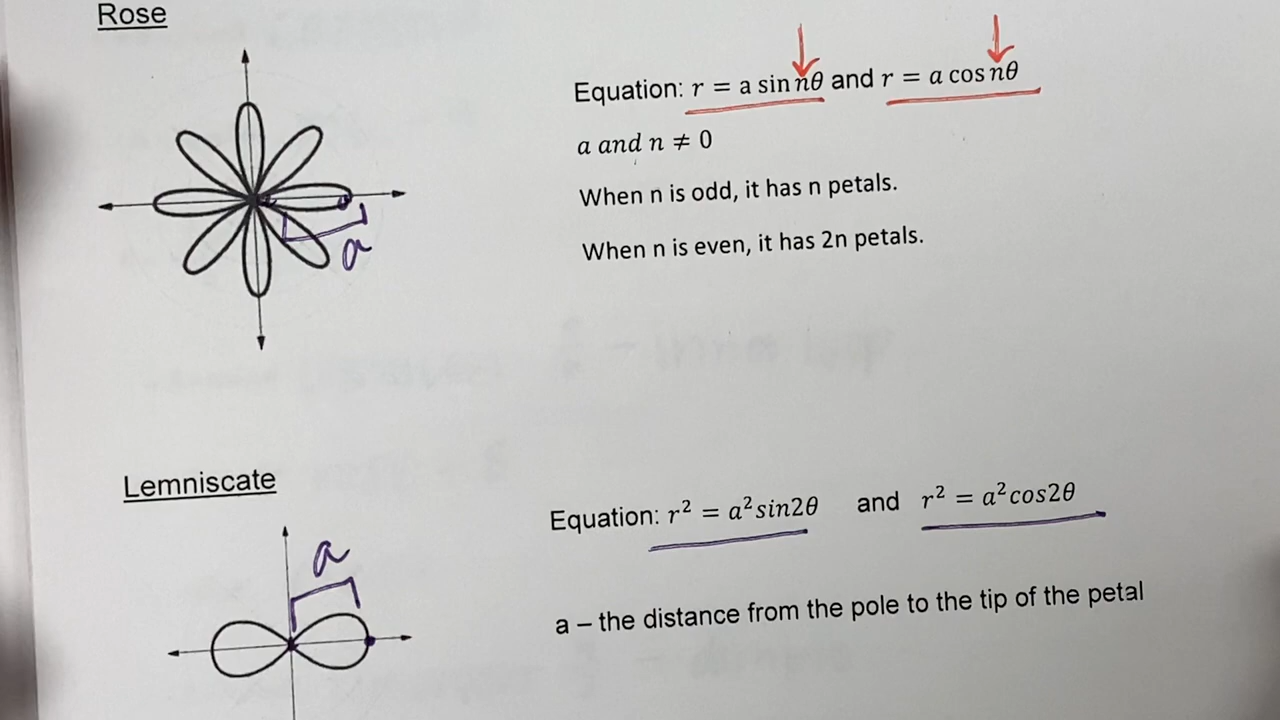 Rose
Equation: r = a sin nθ and r = a cos nθ
a and n ≠ 0
When n is odd, it has n petals.
When n is even, it has 2n petals.
a
Lemniscate
Equation: r² = a²sin2θ and r² = a²cos2θ
a
a – the distance from the pole to the tip of the petal